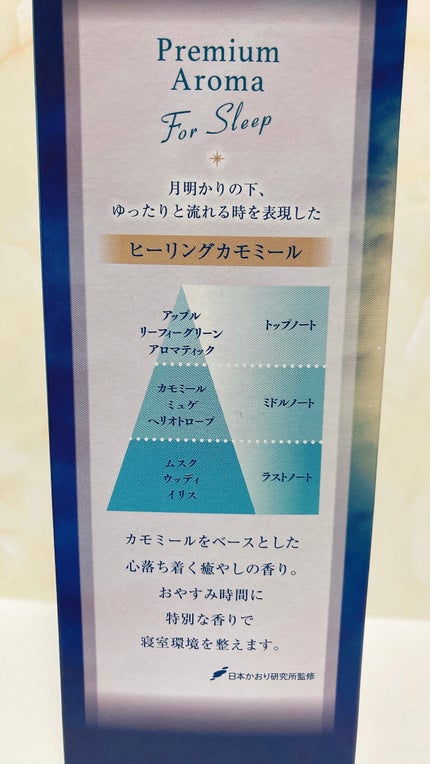 Premium
Aroma
For Sleep
月明かりの下、
ゆったりと流れる時を表現した
ヒーリングカモミール
アップル
リーフィーグリーン
アロマティック
トップノート
カモミール
ミュゲ
ヘリオトロープ
ミドルノート
ムスク
ウッディ
イリス
ラストノート
カモミールをベースとした
心落ち着く癒やしの香り。
おやすみ時間に
特別な香りで
寝室環境を整えます。
日本かおり研究所監修